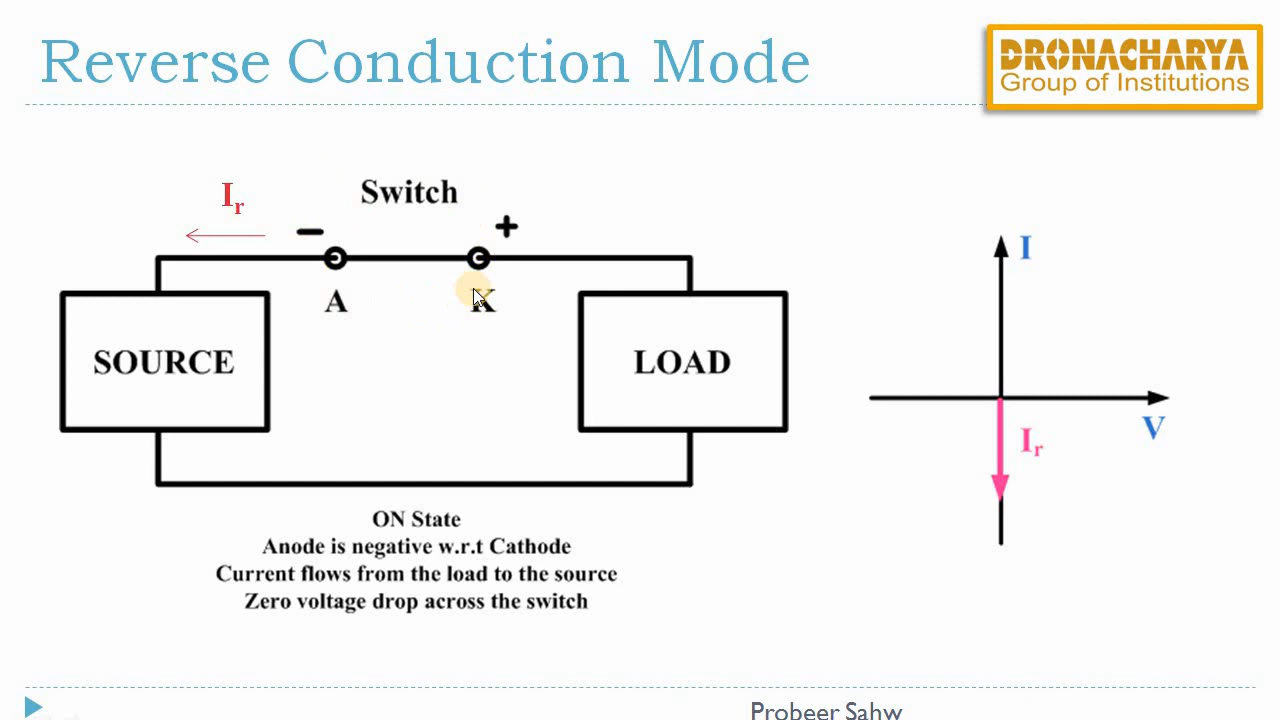 Reverse Conduction Mode
DRONACHARYA
Group of Institutions
Ir
Switch
− +
A K
SOURCE
LOAD
I
V
Ir
ON State
Anode is negative w.r.t Cathode
Current flows from the load to the source
Zero voltage drop across the switch
Probeer Sahw